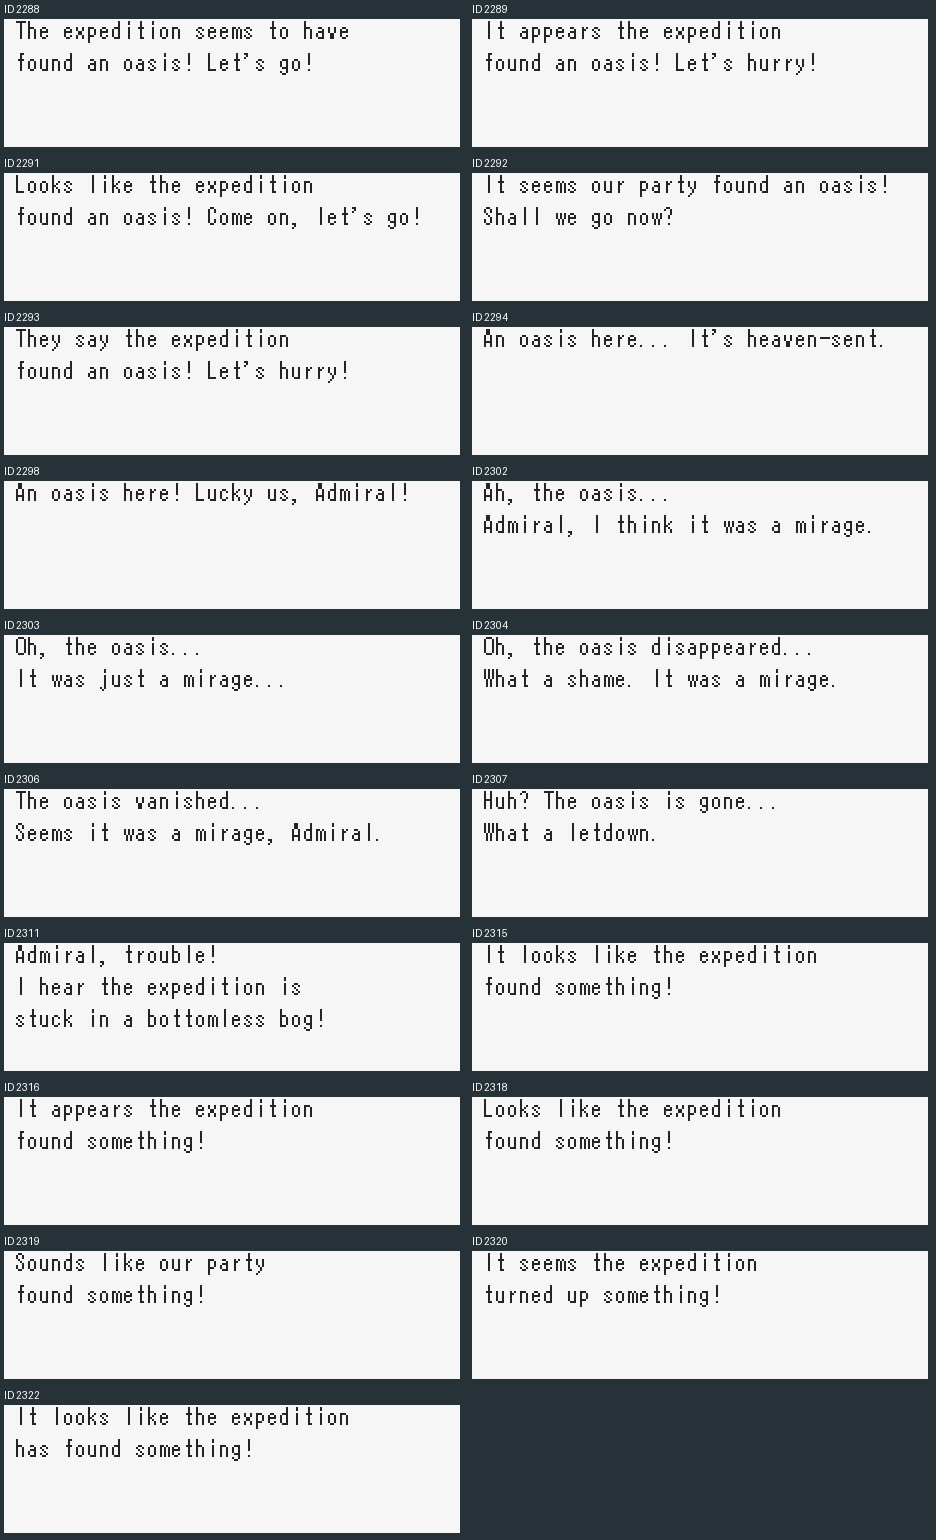 ID2288
The expedition seems to have
found an oasis! Let's go!
ID2289
It appears the expedition
found an oasis! Let's hurry!
ID2291
Looks like the expedition
found an oasis! Come on, let's go!
ID2292
It seems our party found an oasis!
Shall we go now?
ID2293
They say the expedition
found an oasis! Let's hurry!
ID2294
An oasis here... It's heaven-sent.
ID2298
An oasis here! Lucky us, Admiral!
ID2302
Ah, the oasis...
Admiral, I think it was a mirage.
ID2303
Oh, the oasis...
It was just a mirage...
ID2304
Oh, the oasis disappeared...
What a shame. It was a mirage.
ID2306
The oasis vanished...
Seems it was a mirage, Admiral.
ID2307
Huh? The oasis is gone...
What a letdown.
ID2311
Admiral, trouble!
I hear the expedition is
stuck in a bottomless bog!
ID2315
It looks like the expedition
found something!
ID2316
It appears the expedition
found something!
ID2318
Looks like the expedition
found something!
ID2319
Sounds like our party
found something!
ID2320
It seems the expedition
turned up something!
ID2322
It looks like the expedition
has found something!